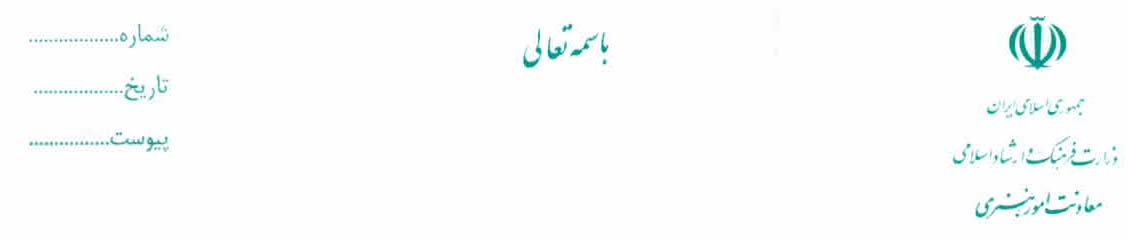 باسمه تعالی
جمهوری اسلامی ایران
وزارت فرهنگ و ارشاد اسلامی
معاونت امور هنری
شماره..................
تاریخ..................
پیوست................